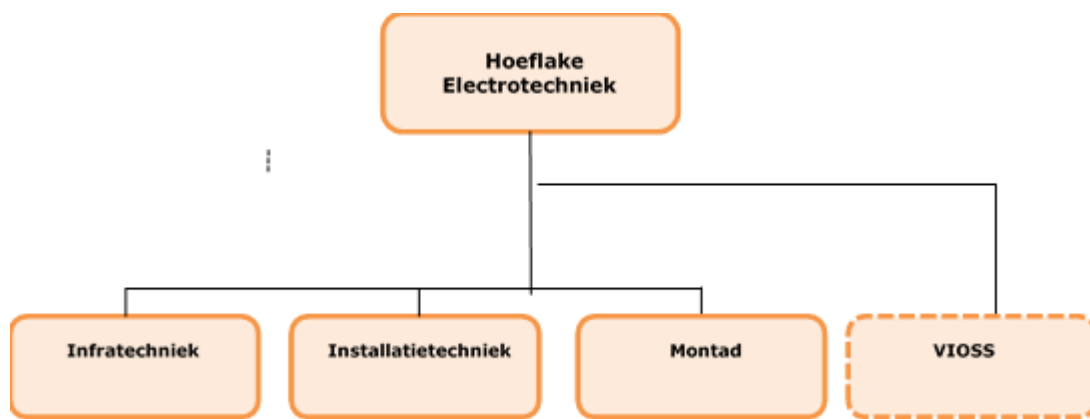 Hoeflake
Electrotechniek
Infratechniek
Installatietechniek
Montad
VIOSS